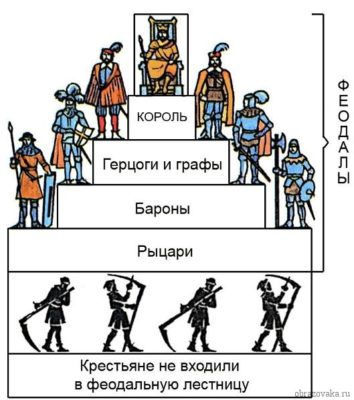 КОРОЛЬ
Герцоги и графы
Бароны
Рыцари
Крестьяне не входили
в феодальную лестницу
ФЕОДАЛЫ
obrazovaka.ru